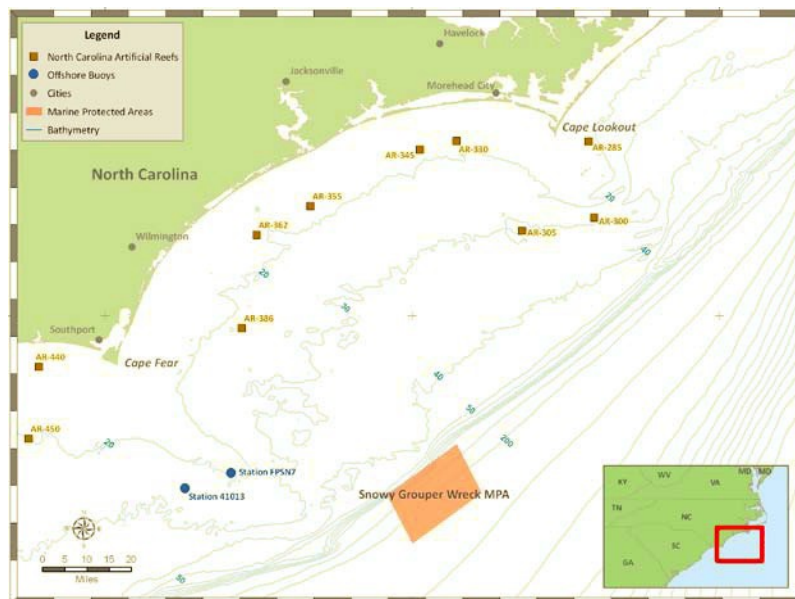 Legend
North Carolina Artificial Reefs
Offshore Buoys
Cities
Marine Protected Areas
Bathymetry
Havelock
Jacksonville
Morehead City
Cape Lookout
AR-345
AR-330
AR-285
North Carolina
AR-355
20
AR-362
AR-300
AR-305
Wilmington
40
20
30
Southport
AR-386
AR-440
Cape Fear
40
50
AR-450
20
200
Station FPSN7
Station 41013
Snowy Grouper Wreck MPA
50
0 5 10 15 20
Miles
KY
WV
VA
MD
MD
TN
NC
SC
GA